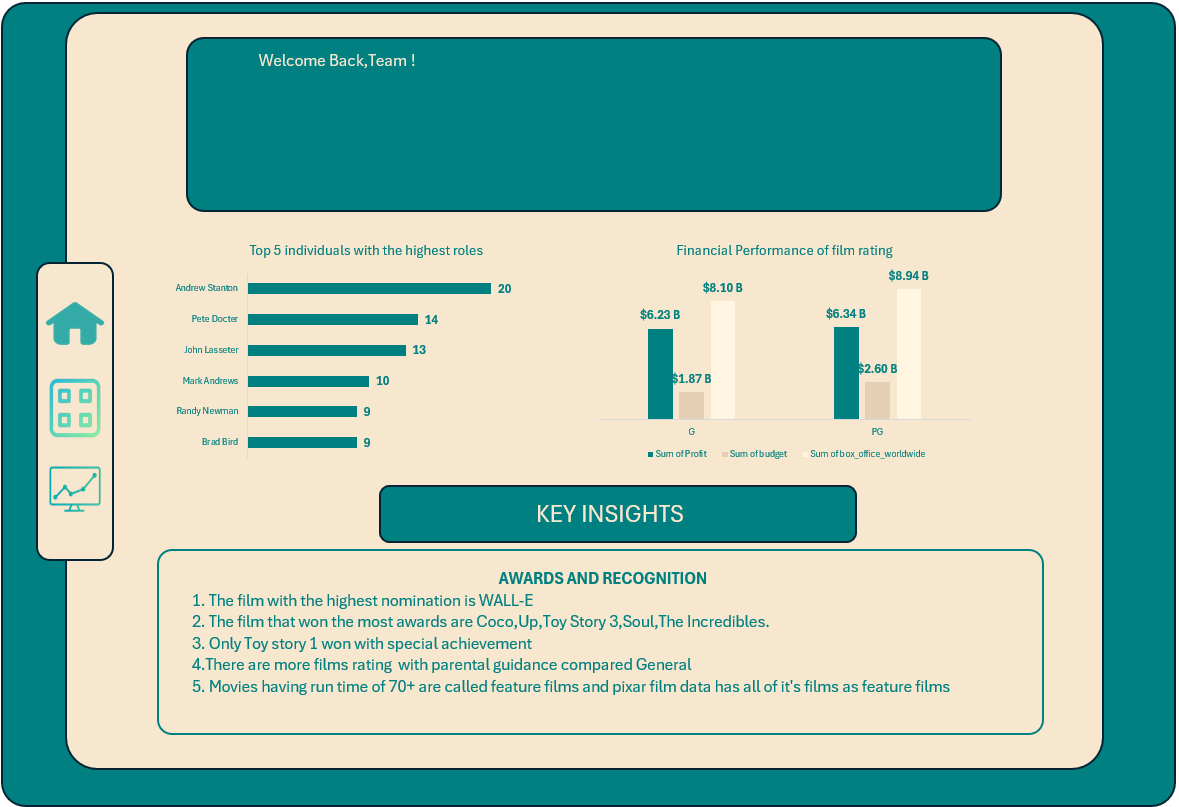 Welcome Back,Team !
Top 5 individuals with the highest roles
Andrew Stanton 20
Pete Docter 14
John Lasseter 13
Mark Andrews 10
Randy Newman 9
Brad Bird 9
Financial Performance of film rating
$6.23 B $1.87 B $8.10 B
$6.34 B $2.60 B $8.94 B
G PG
Sum of Profit Sum of budget Sum of box_office_worldwide
KEY INSIGHTS
AWARDS AND RECOGNITION
1. The film with the highest nomination is WALL-E
2. The film that won the most awards are Coco,Up,Toy Story 3,Soul,The Incredibles.
3. Only Toy story 1 won with special achievement
4.There are more films rating  with parental guidance compared General
5. Movies having run time of 70+ are called feature films and pixar film data has all of it's films as feature films